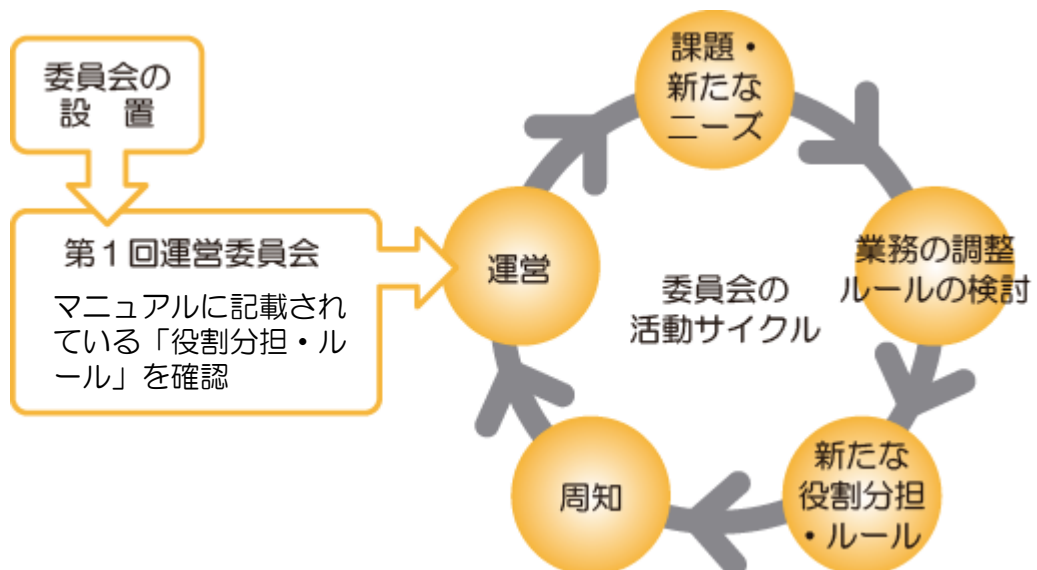 委員会の
設 置
第1回運営委員会
マニュアルに記載され
ている「役割分担・ル
ール」を確認
運営
課題・
新たな
ニーズ
業務の調整
ルールの検討
新たな
役割分担
・ルール
周知
委員会の
活動サイクル